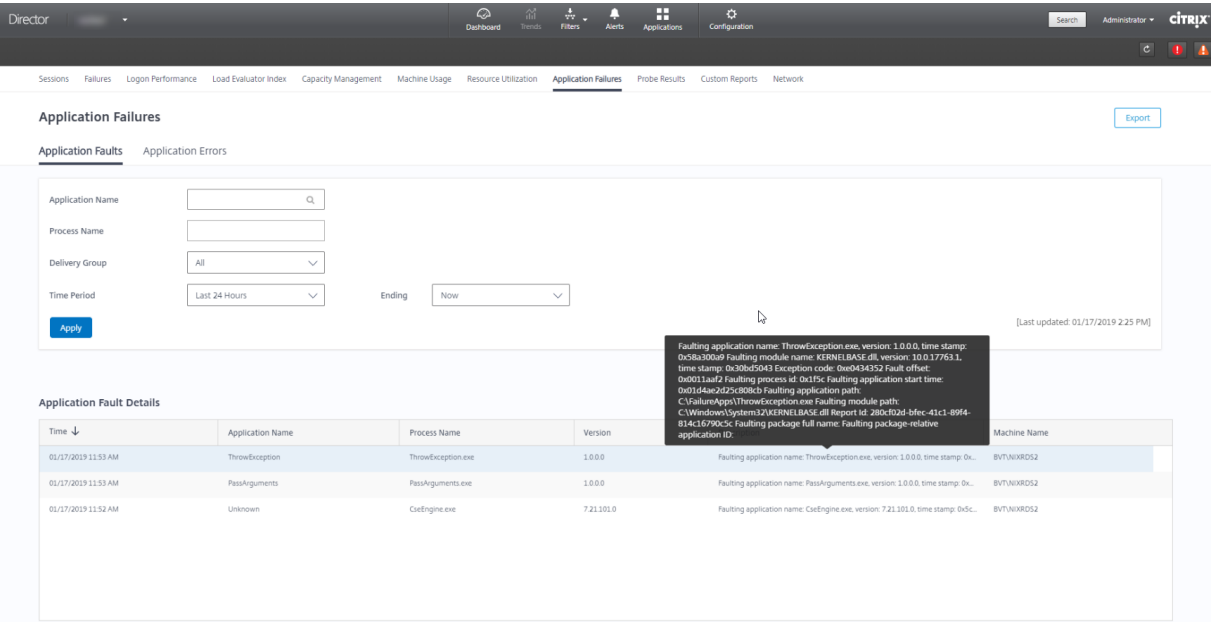 Director
Dashboard
Trends
Filters
Alerts
Applications
Configuration
Search
Administrator
citrix
Sessions Failures Logon Performance Load Evaluator Index Capacity Management Machine Usage Resource Utilization Application Failures Probe Results Custom Reports Network
Application Failures
Export
Application Faults Application Errors
Application Name
Process Name
Delivery Group All
Time Period Last 24 Hours Ending Now
Apply
[Last updated: 01/17/2019 2:25 PM]
Faulting application name: ThrowException.exe, version: 1.0.0.0, time stamp:
0x58a300a9 Faulting module name: KERNELBASE.dll, version: 10.0.17763.1,
time stamp: 0x30bd5043 Exception code: 0xe0434352 Fault offset:
0x0011aaf2 Faulting process id: 0x1f5c Faulting application start time:
0x01d4ae2d25c808cb Faulting application path:
C:\FailureApps\ThrowException.exe Faulting module path:
C:\Windows\System32\KERNELBASE.dll Report Id: 280cf02d-bfec-41c1-89f4-
814c16790c5c Faulting package full name: Faulting package-relative
application ID:
Application Fault Details
Time Application Name Process Name Version Machine Name
01/17/2019 11:53 AM ThrowException ThrowException.exe 1.0.0.0 Faulting application name: ThrowException.exe, version: 1.0.0.0, time stamp: 0x... BVT\NIXRDS2
01/17/2019 11:53 AM PassArguments PassArguments.exe 1.0.0.0 Faulting application name: PassArguments.exe, version: 1.0.0.0, time stamp: 0x... BVT\NIXRDS2
01/17/2019 11:52 AM Unknown CseEngine.exe 7.21.101.0 Faulting application name: CseEngine.exe, version: 7.21.101.0, time stamp: 0x5c... BVT\NIXRDS2